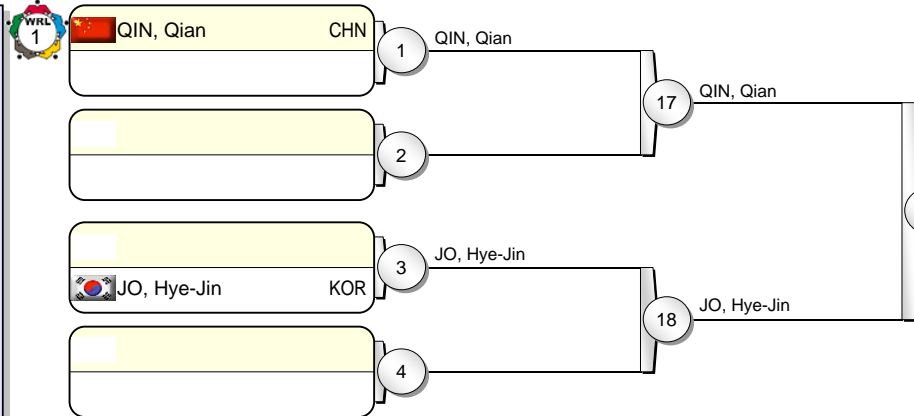 WRL
1
QIN, Qian CHN
1
QIN, Qian
17
QIN, Qian
2
3
JO, Hye-Jin
JO, Hye-Jin KOR
18
JO, Hye-Jin
4